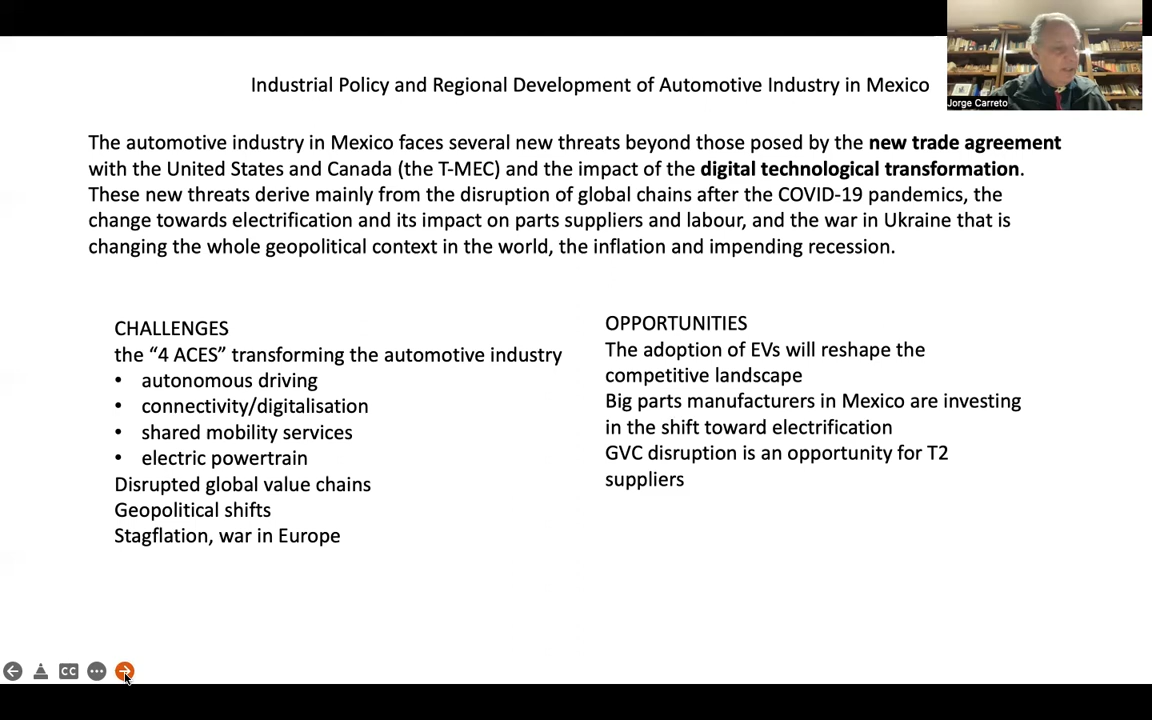 Industrial Policy and Regional Development of Automotive Industry in Mexico
Jorge Carreto
The automotive industry in Mexico faces several new threats beyond those posed by the new trade agreement
with the United States and Canada (the T-MEC) and the impact of the digital technological transformation.
These new threats derive mainly from the disruption of global chains after the COVID-19 pandemics, the
change towards electrification and its impact on parts suppliers and labour, and the war in Ukraine that is
changing the whole geopolitical context in the world, the inflation and impending recession.
CHALLENGES
the “4 ACES” transforming the automotive industry
• autonomous driving
• connectivity/digitalisation
• shared mobility services
• electric powertrain
Disrupted global value chains
Geopolitical shifts
Stagflation, war in Europe
OPPORTUNITIES
The adoption of EVs will reshape the
competitive landscape
Big parts manufacturers in Mexico are investing
in the shift toward electrification
GVC disruption is an opportunity for T2
suppliers
CC